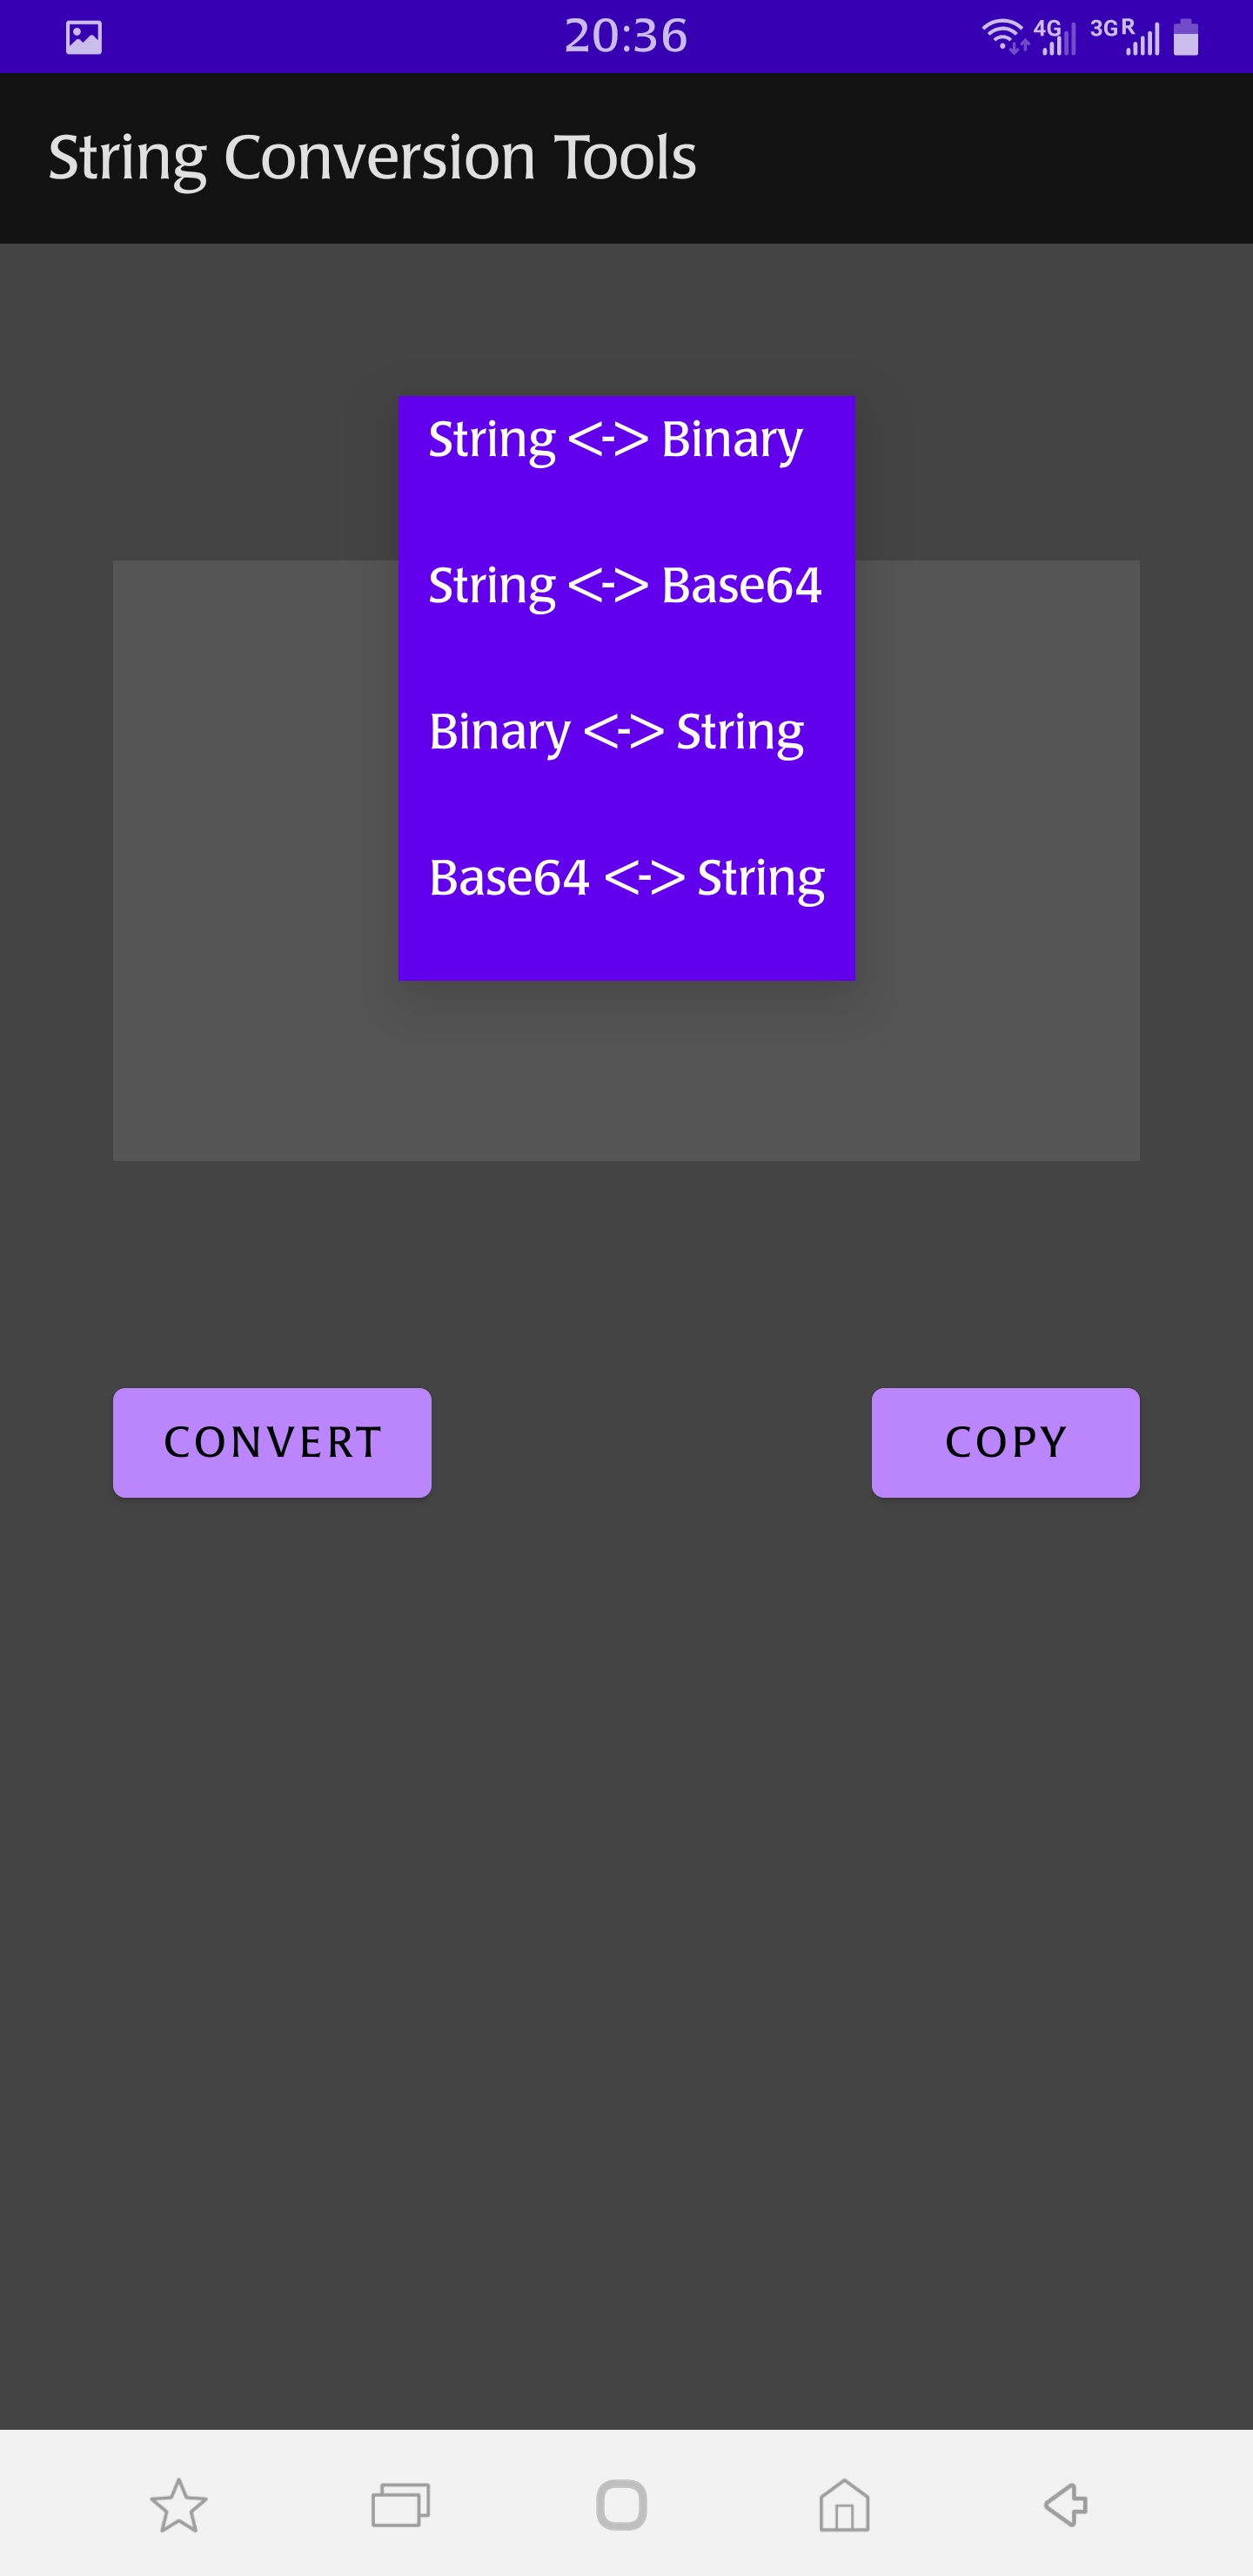 20:36
4G
3G R
String Conversion Tools
String <-> Binary
String <-> Base64
Binary <-> String
Base64 <-> String
CONVERT
COPY